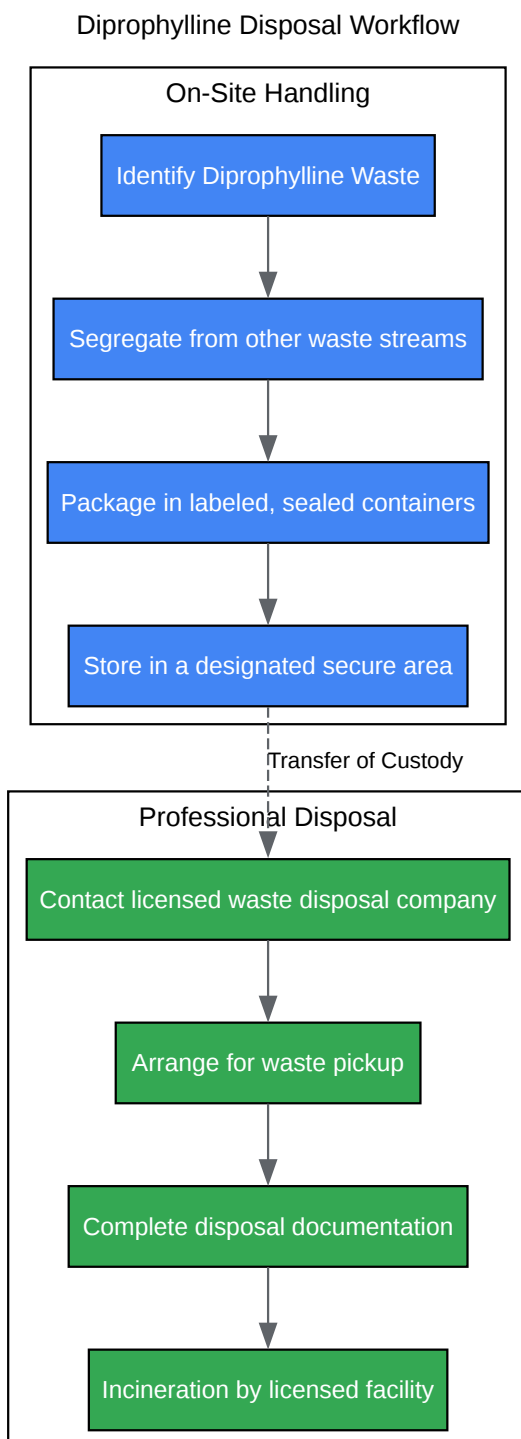 Diprophylline Disposal Workflow
On-Site Handling
Identify Diprophylline Waste
Segregate from other waste streams
Package in labeled, sealed containers
Store in a designated secure area
Transfer of Custody
Professional Disposal
Contact licensed waste disposal company
Arrange for waste pickup
Complete disposal documentation
Incineration by licensed facility